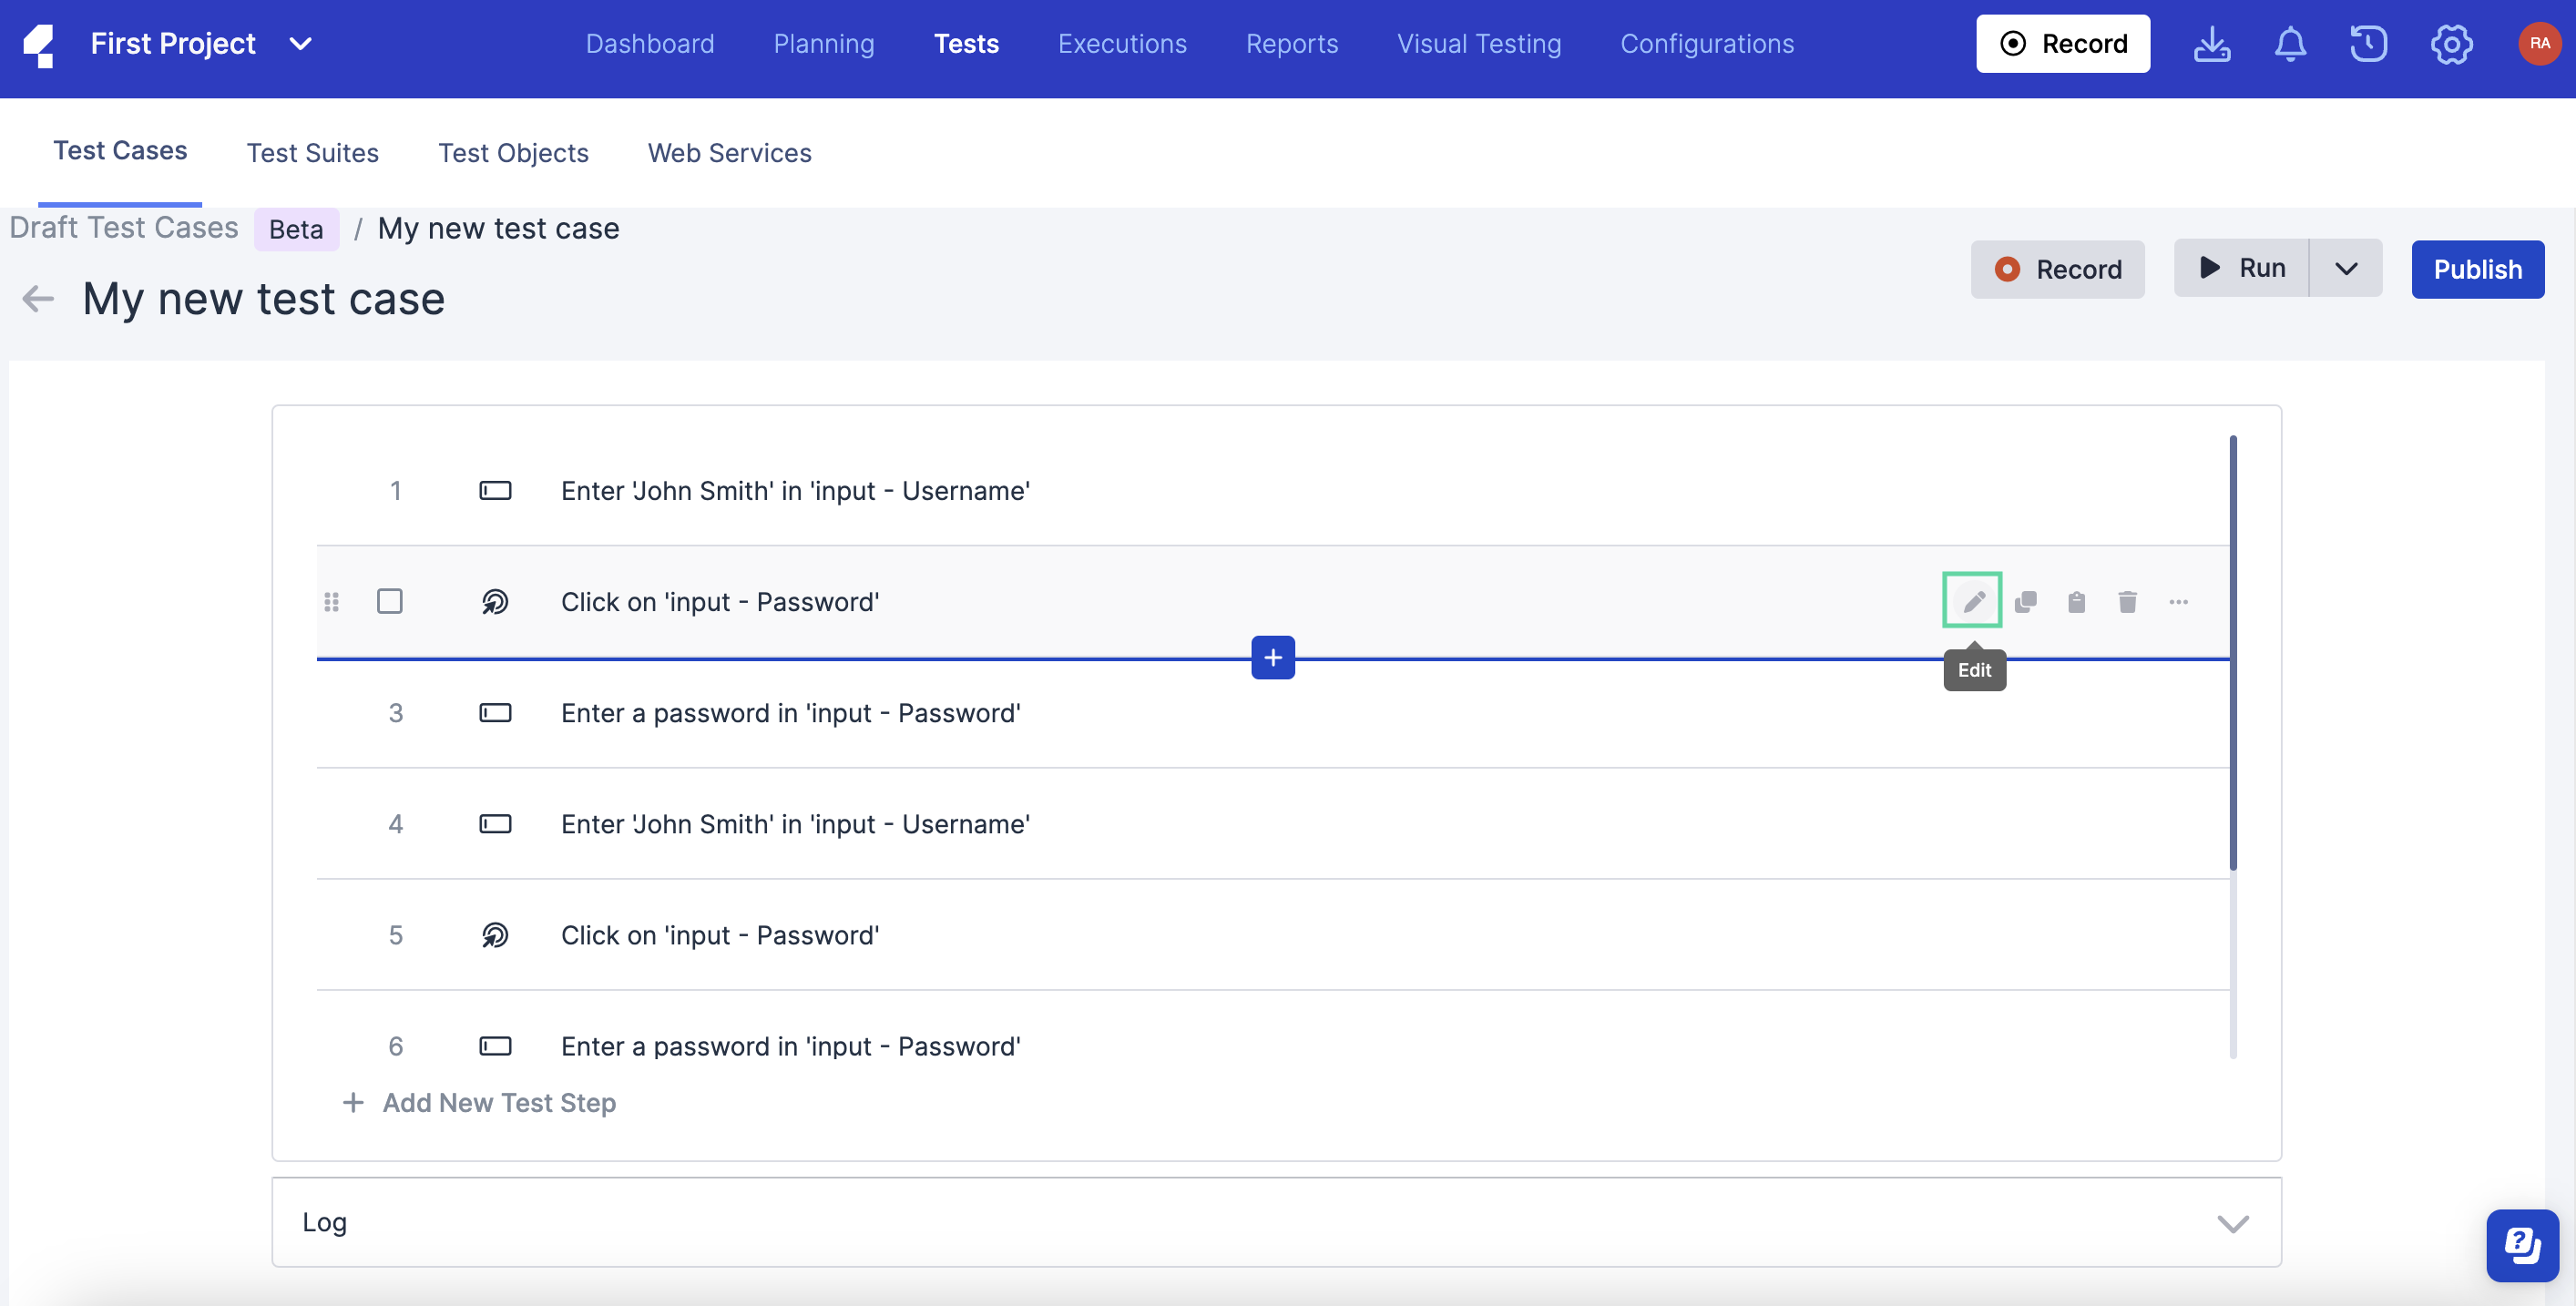 First Project
Dashboard Planning Tests Executions Reports Visual Testing Configurations
Record
RA
Test Cases Test Suites Test Objects Web Services
Draft Test Cases Beta / My new test case
My new test case
Record Run Publish
1 Enter 'John Smith' in 'input - Username'
Click on 'input - Password'
Edit
3 Enter a password in 'input - Password'
4 Enter 'John Smith' in 'input - Username'
5 Click on 'input - Password'
6 Enter a password in 'input - Password'
+ Add New Test Step
Log